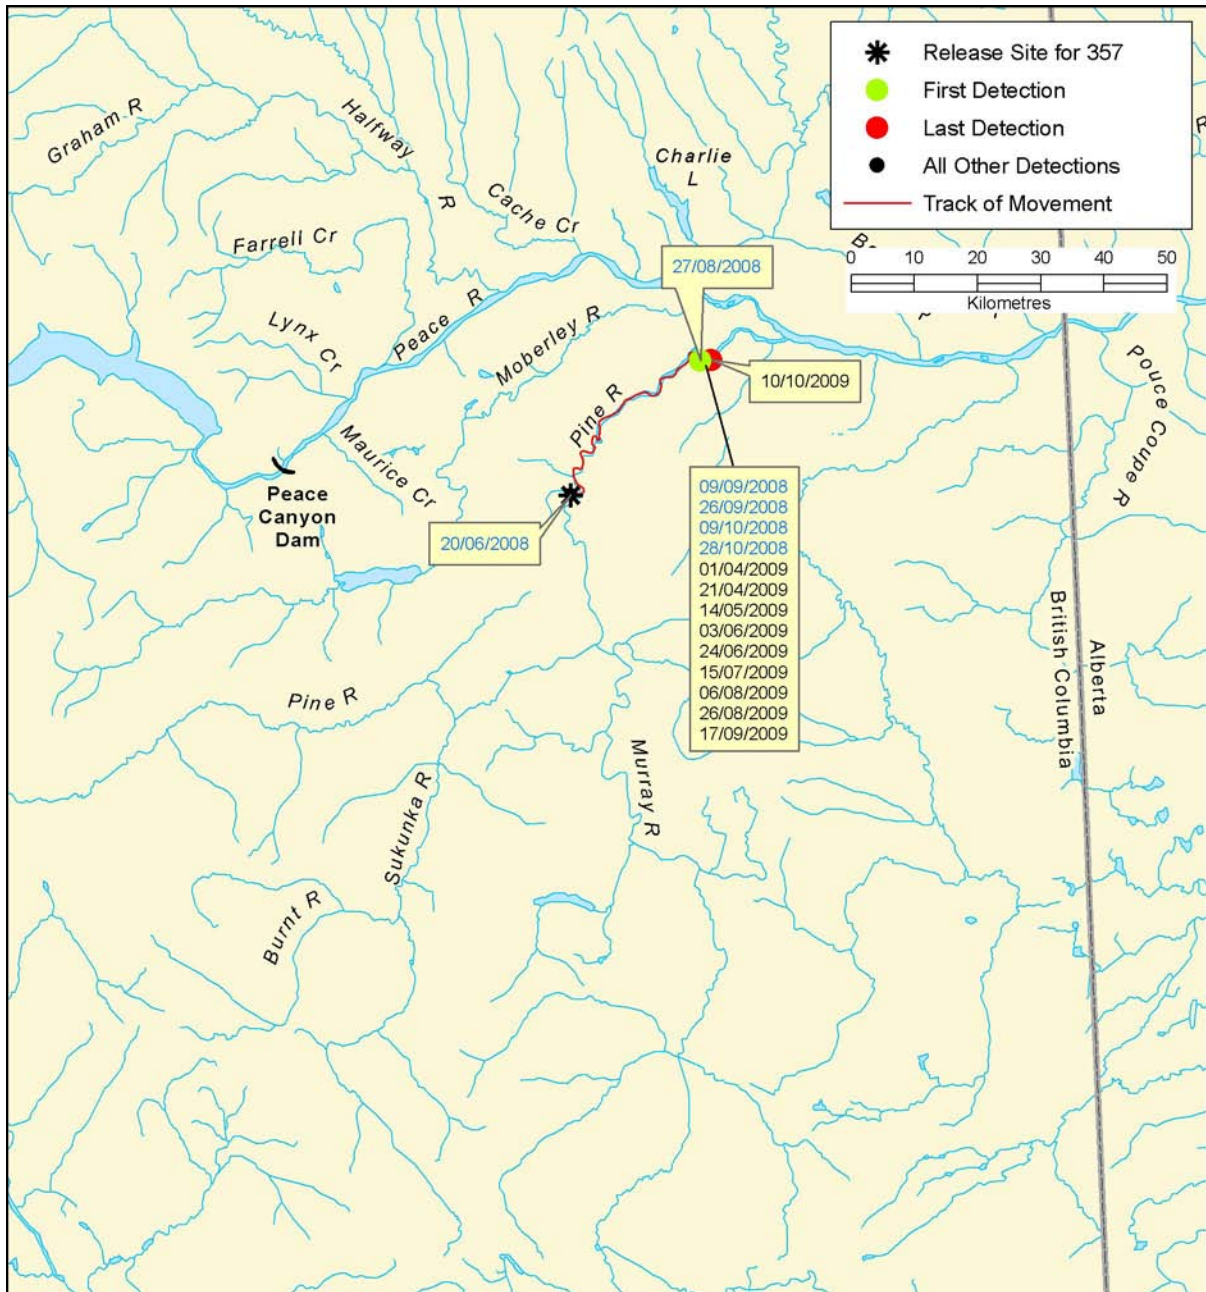 Release Site for 357
First Detection
Last Detection
All Other Detections
Track of Movement
0 10 20 30 40 50
Kilometres
Graham R
Halfway
R
Charlie
L
Cache Cr
Farrell Cr
27/08/2008
Lynx Cr
Peace R
Moberley R
10/10/2009
Pine R
Maurice Cr
Pouce Coupe R
Peace
Canyon
Dam
20/06/2008
09/09/2008
26/09/2008
09/10/2008
28/10/2008
01/04/2009
21/04/2009
14/05/2009
03/06/2009
24/06/2009
15/07/2009
06/08/2009
26/08/2009
17/09/2009
British Columbia
Alberta
Pine R
Murray R
Sukunka R
Burnt R
R